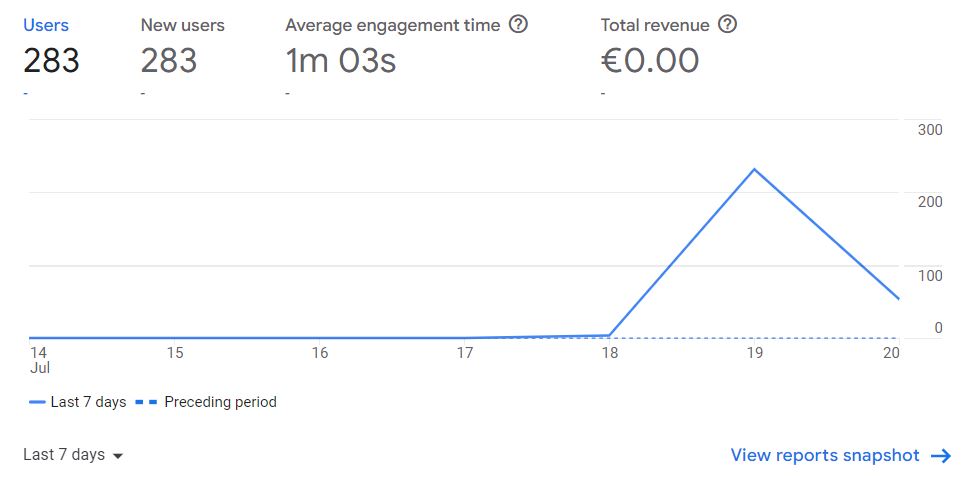 Users New users Average engagement time ? Total revenue ?
283 283 1m 03s €0.00
- - - -
300
200
100
0
14 15 16 17 18 19 20
Jul
Last 7 days Preceding period
Last 7 days View reports snapshot